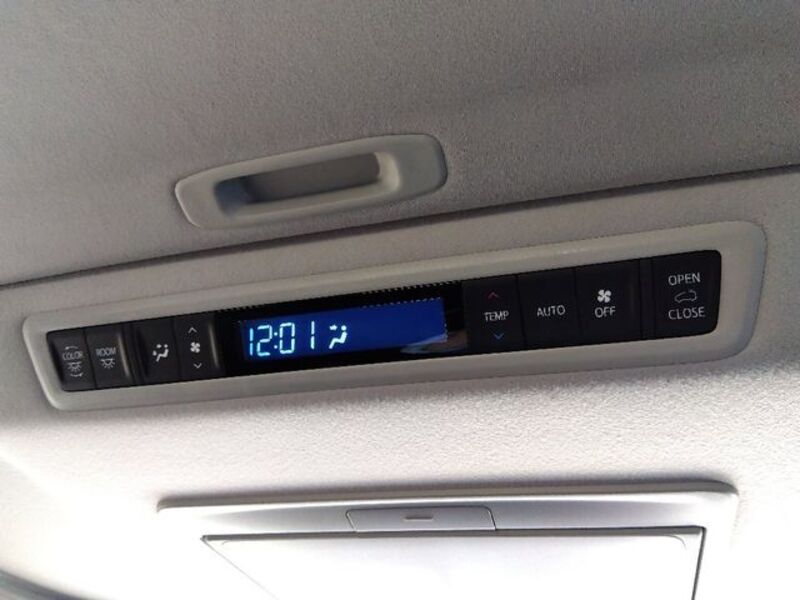 COLOR
ROOM
12:01
TEMP
AUTO
OFF
OPEN
CLOSE